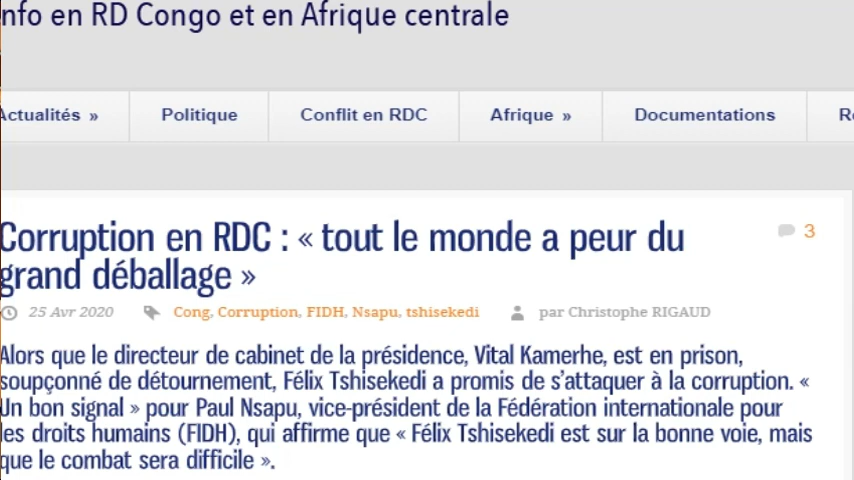 nfo en RD Congo et en Afrique centrale
Actualités » Politique Conflit en RDC Afrique » Documentations R
Corruption en RDC : « tout le monde a peur du 3
grand déballage »
25 Avr 2020 Cong, Corruption, FIDH, Nsapu, tshisekedi par Christophe RIGAUD
Alors que le directeur de cabinet de la présidence, Vital Kamerhe, est en prison,
soupçonné de détournement, Félix Tshisekedi a promis de s’attaquer à la corruption. «
Un bon signal » pour Paul Nsapu, vice-président de la Fédération internationale pour
les droits humains (FIDH), qui affirme que « Félix Tshisekedi est sur la bonne voie, mais
que le combat sera difficile ».